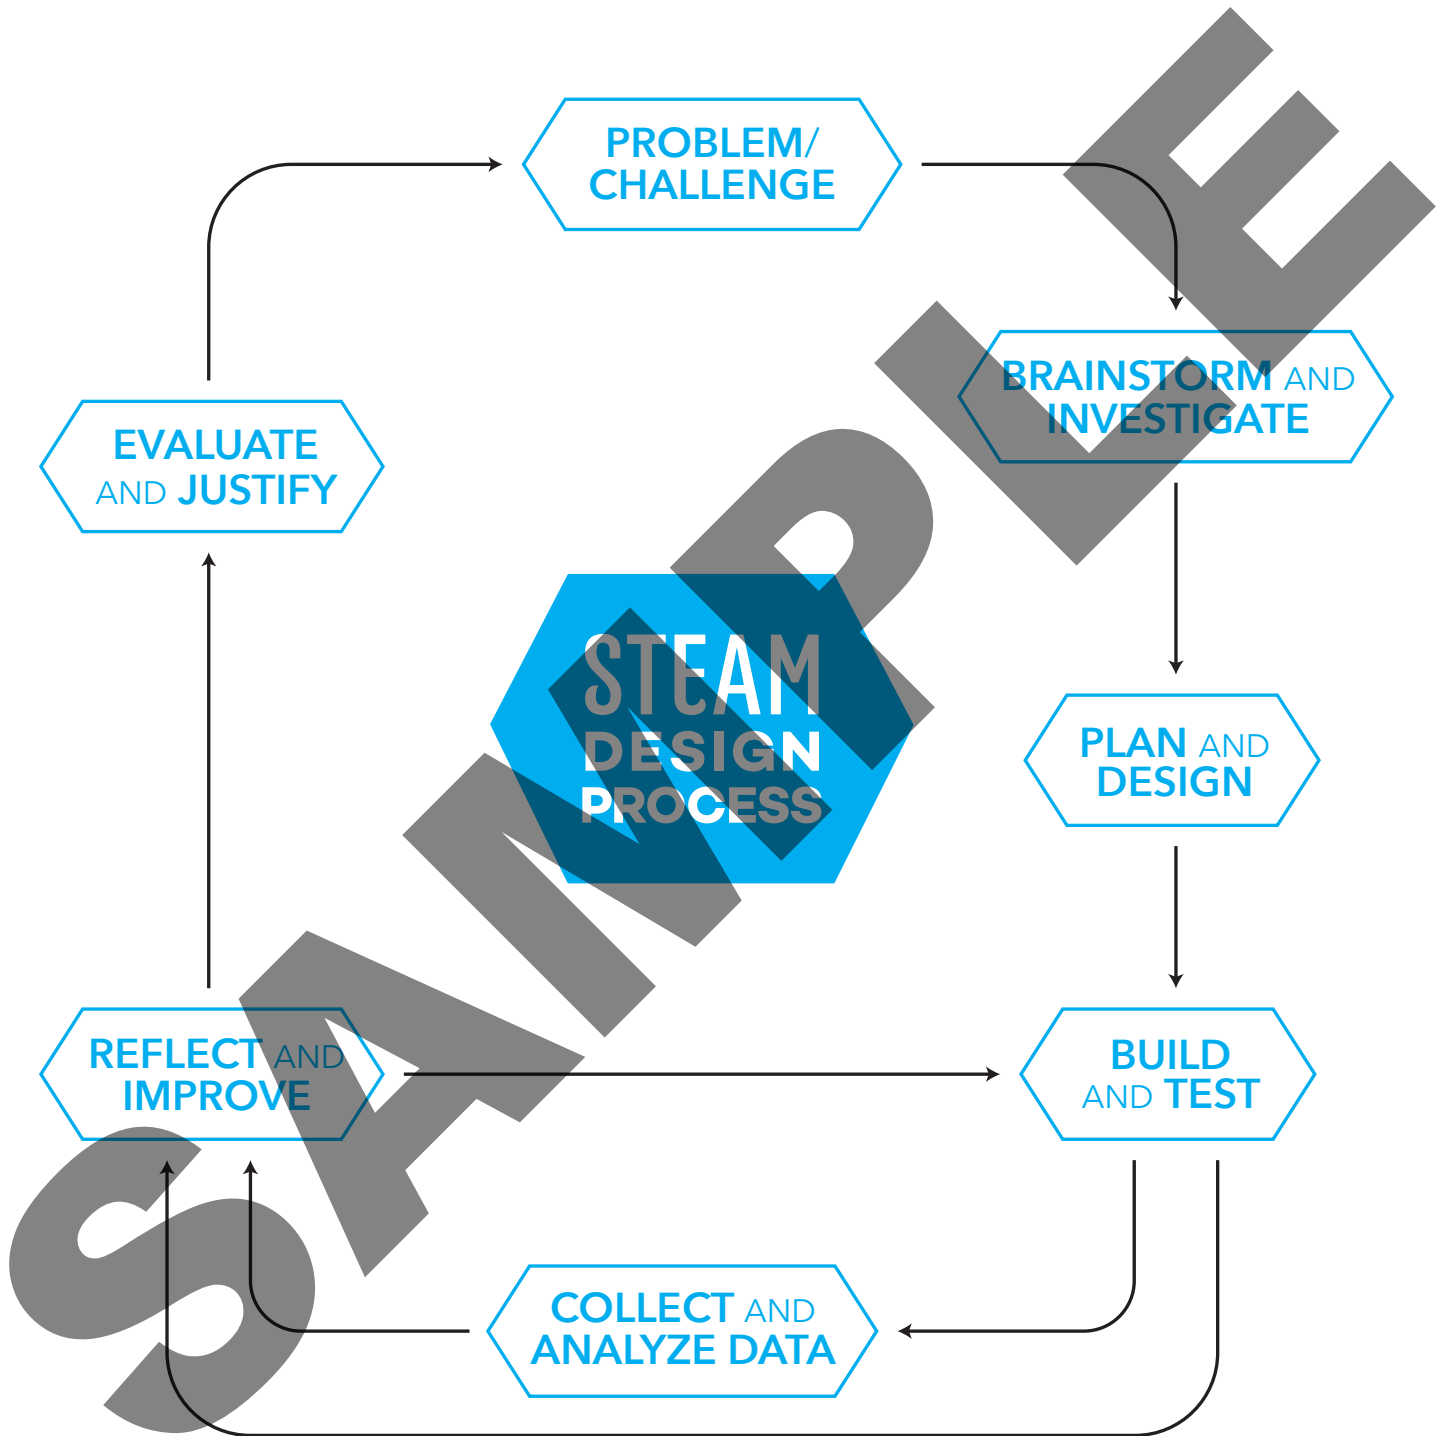 PROBLEM/
CHALLENGE
BRAINSTORM AND
INVESTIGATE
EVALUATE
AND JUSTIFY
STEAM
DESIGN
PROCESS
PLAN AND
DESIGN
REFLECT AND
IMPROVE
BUILD
AND TEST
COLLECT AND
ANALYZE DATA
SAMPLE